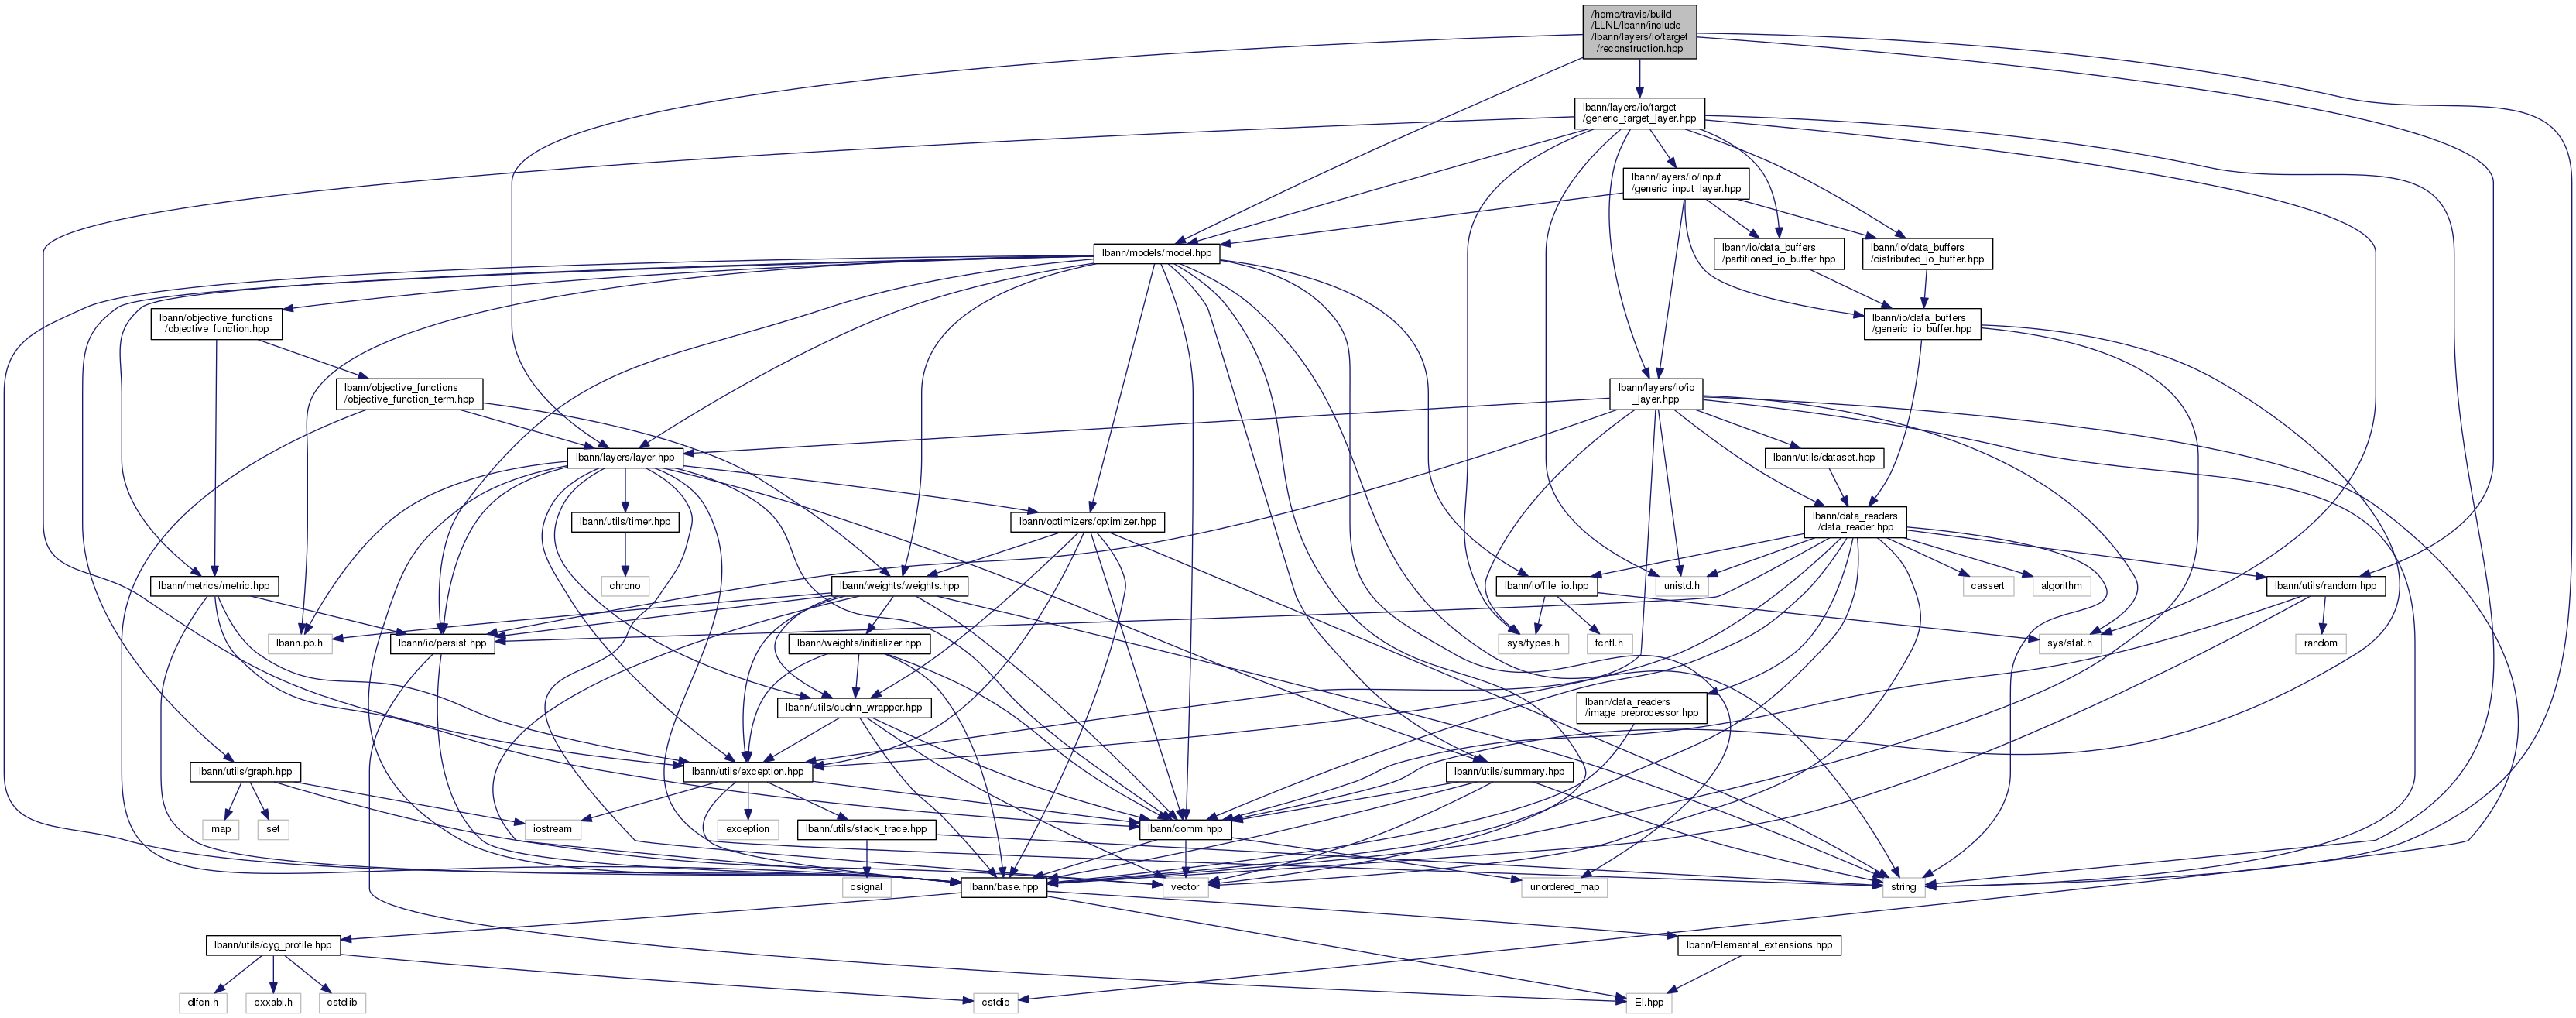 /home/travis/build
/LLNL/lbann/include
/lbann/layers/io/target
/reconstruction.hpp
lbann/layers/io/target
/generic_target_layer.hpp
lbann/layers/io/input
/generic_input_layer.hpp
lbann/models/model.hpp
lbann/io/data_buffers
/partitioned_io_buffer.hpp
lbann/io/data_buffers
/distributed_io_buffer.hpp
lbann/objective_functions
/objective_function.hpp
lbann/io/data_buffers
/generic_io_buffer.hpp
lbann/objective_functions
/objective_function_term.hpp
lbann/layers/io/io
_layer.hpp
lbann/layers/layer.hpp
lbann/utils/dataset.hpp
lbann/utils/timer.hpp
lbann/optimizers/optimizer.hpp
lbann/data_readers
/data_reader.hpp
lbann/metrics/metric.hpp
chrono
lbann/weights/weights.hpp
lbann/io/file_io.hpp
unistd.h
cassert
algorithm
lbann/utils/random.hpp
lbann.pb.h
lbann/io/persist.hpp
lbann/weights/initializer.hpp
sys/types.h
fcntl.h
sys/stat.h
random
lbann/utils/cudnn_wrapper.hpp
lbann/data_readers
/image_preprocessor.hpp
lbann/utils/graph.hpp
lbann/utils/exception.hpp
lbann/utils/summary.hpp
map
set
iostream
exception
lbann/utils/stack_trace.hpp
lbann/comm.hpp
csignal
lbann/base.hpp
vector
unordered_map
string
lbann/utils/cyg_profile.hpp
lbann/Elemental_extensions.hpp
dlfcn.h
cxxabi.h
cstdlib
cstdio
El.hpp